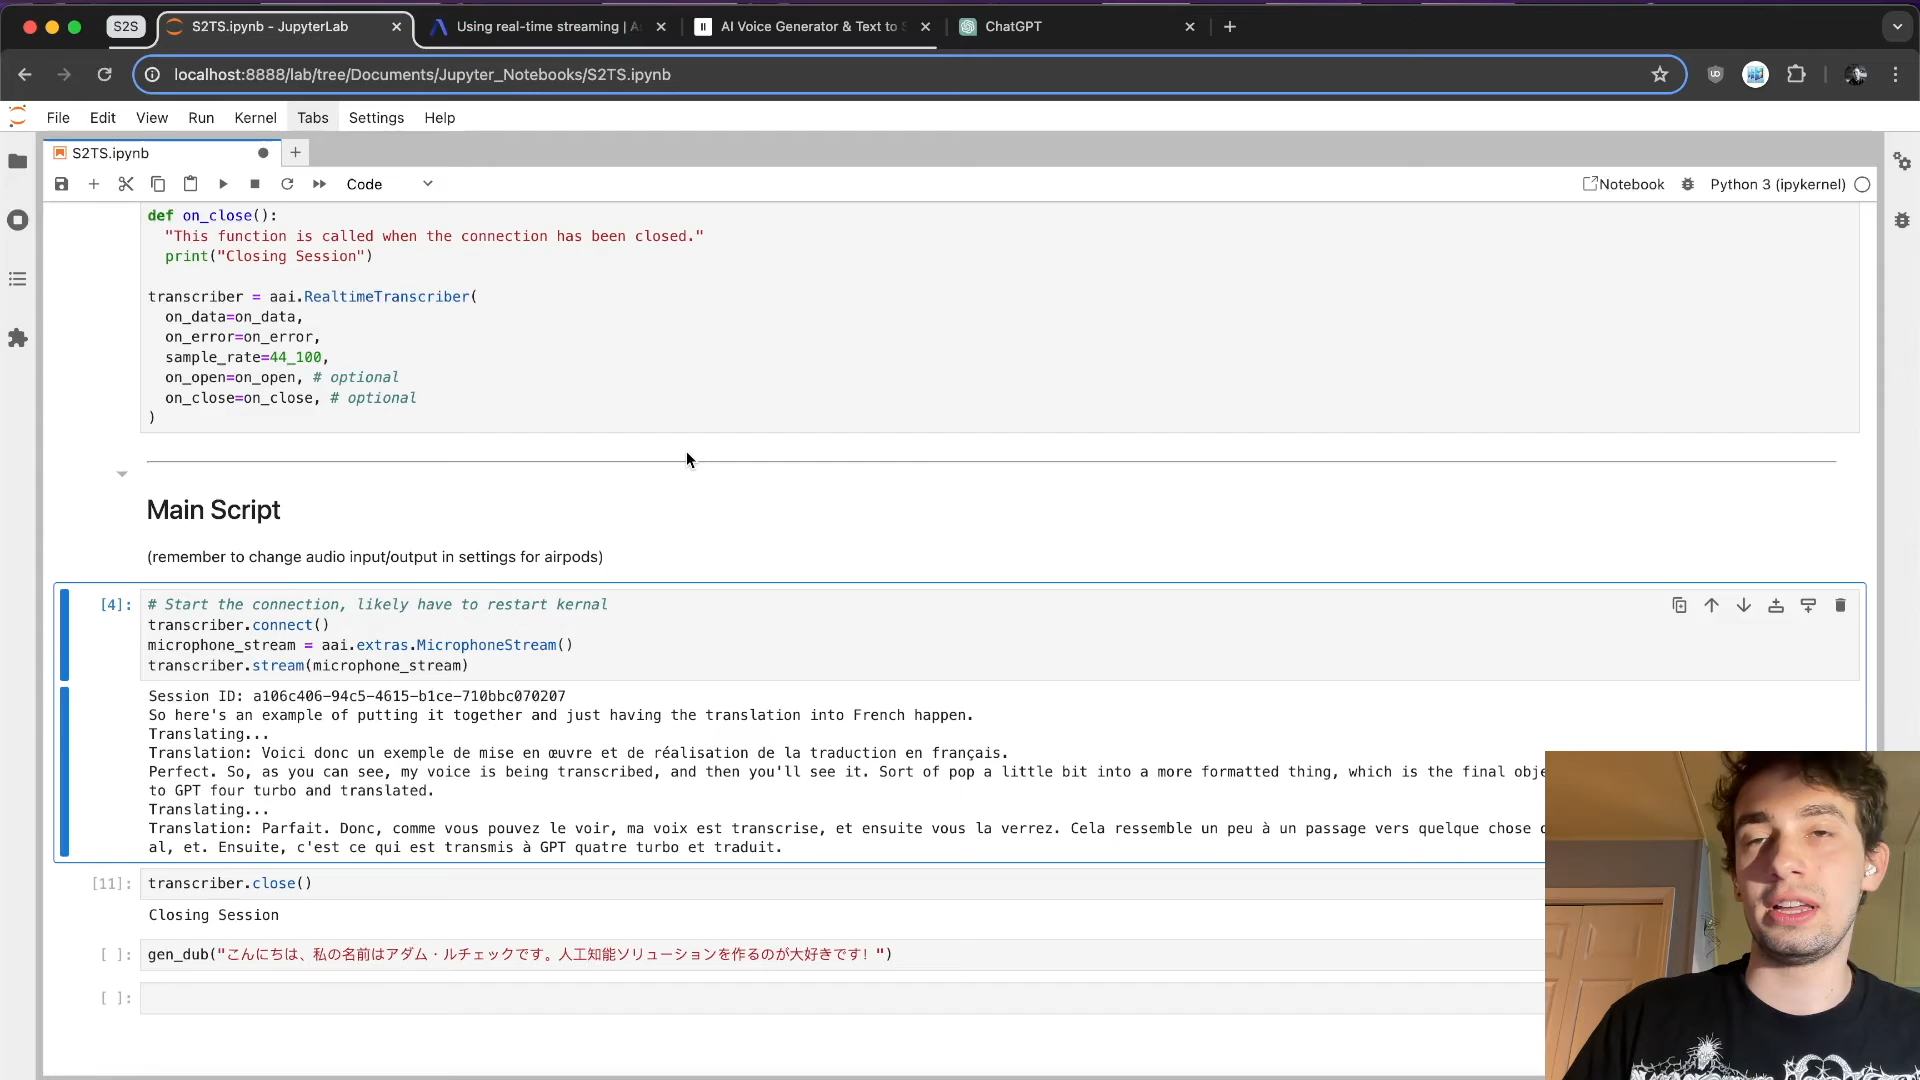 S2S
S2TS.ipynb - JupyterLab
Using real-time streaming |
AI Voice Generator & Text to
ChatGPT
localhost:8888/lab/tree/Documents/Jupyter_Notebooks/S2TS.ipynb
File Edit View Run Kernel Tabs Settings Help
S2TS.ipynb
Code
Notebook
Python 3 (ipykernel)
def on_close():
"This function is called when the connection has been closed."
print("Closing Session")
transcriber = aai.RealtimeTranscriber(
on_data=on_data,
on_error=on_error,
sample_rate=44_100,
on_open=on_open, # optional
on_close=on_close, # optional
)
Main Script
(remember to change audio input/output in settings for airpods)
[4]: # Start the connection, likely have to restart kernal
transcriber.connect()
microphone_stream = aai.extras.MicrophoneStream()
transcriber.stream(microphone_stream)
Session ID: a106c406-94c5-4615-b1ce-710bbc070207
So here's an example of putting it together and just having the translation into French happen.
Translating...
Translation: Voici donc un exemple de mise en œuvre et de réalisation de la traduction en français.
Perfect. So, as you can see, my voice is being transcribed, and then you'll see it. Sort of pop a little bit into a more formatted thing, which is the final
to GPT four turbo and translated.
Translating...
Translation: Parfait. Donc, comme vous pouvez le voir, ma voix est transcrise, et ensuite vous la verrez. Cela ressemble un peu à un passage vers quelque chose
al, et. Ensuite, c'est ce qui est transmis à GPT quatre turbo et traduit.
[11]: transcriber.close()
Closing Session
[ ]: gen_dub("こんにちは、私の名前はアダム・ルチェックです。人工知能ソリューションを作るのが大好きです！")
[ ]: